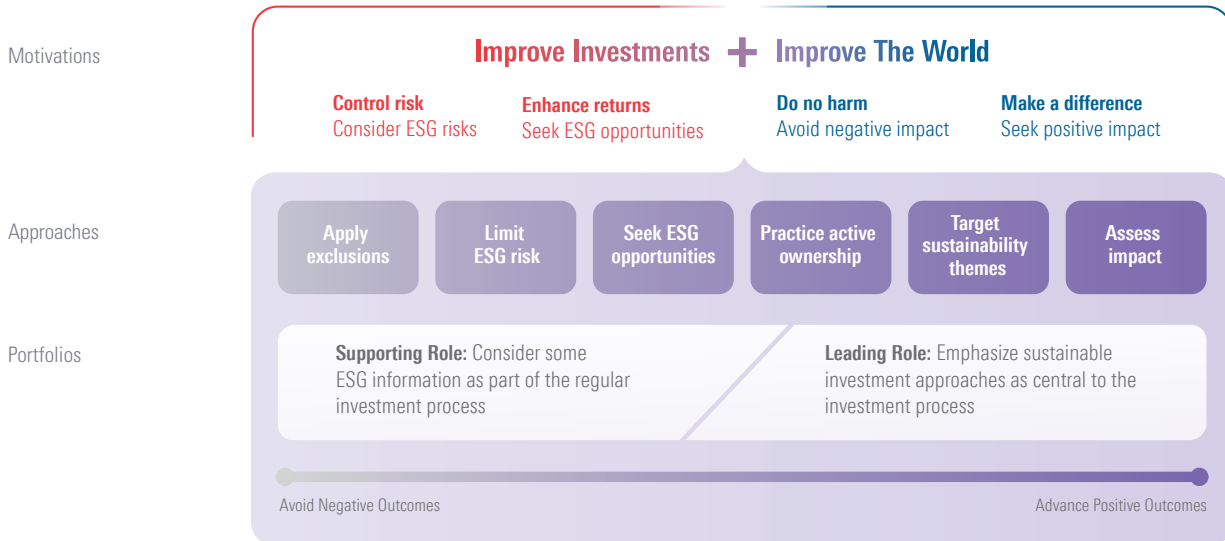 Motivations
Improve Investments + Improve The World
Control risk
Consider ESG risks
Enhance returns
Seek ESG opportunities
Do no harm
Avoid negative impact
Make a difference
Seek positive impact
Approaches
Apply
exclusions
Limit
ESG risk
Seek ESG
opportunities
Practice active
ownership
Target
sustainability
themes
Assess
impact
Portfolios
Supporting Role: Consider some
ESG information as part of the regular
investment process
Leading Role: Emphasize sustainable
investment approaches as central to the
investment process
Avoid Negative Outcomes
Advance Positive Outcomes